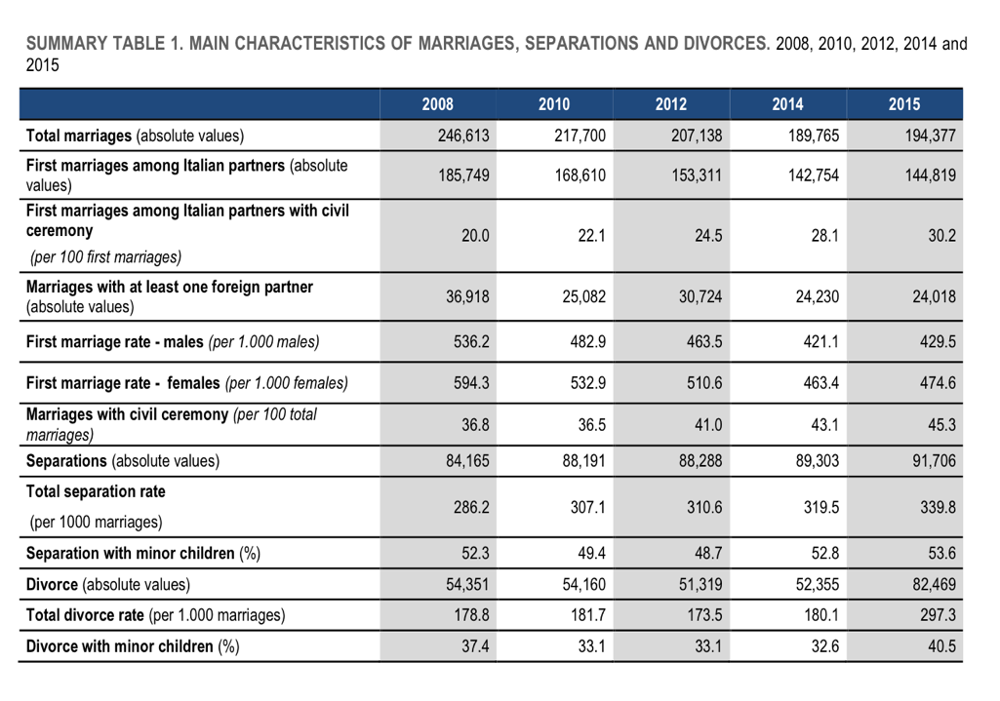 SUMMARY TABLE 1. MAIN CHARACTERISTICS OF MARRIAGES, SEPARATIONS AND DIVORCES. 2008, 2010, 2012, 2014 and
2015
2008 2010 2012 2014 2015
Total marriages (absolute values) 246,613 217,700 207,138 189,765 194,377
First marriages among Italian partners (absolute
values) 185,749 168,610 153,311 142,754 144,819
First marriages among Italian partners with civil
ceremony
(per 100 first marriages) 20.0 22.1 24.5 28.1 30.2
Marriages with at least one foreign partner
(absolute values) 36,918 25,082 30,724 24,230 24,018
First marriage rate - males (per 1.000 males) 536.2 482.9 463.5 421.1 429.5
First marriage rate - females (per 1.000 females) 594.3 532.9 510.6 463.4 474.6
Marriages with civil ceremony (per 100 total
marriages) 36.8 36.5 41.0 43.1 45.3
Separations (absolute values) 84,165 88,191 88,288 89,303 91,706
Total separation rate
(per 1000 marriages) 286.2 307.1 310.6 319.5 339.8
Separation with minor children (%) 52.3 49.4 48.7 52.8 53.6
Divorce (absolute values) 54,351 54,160 51,319 52,355 82,469
Total divorce rate (per 1.000 marriages) 178.8 181.7 173.5 180.1 297.3
Divorce with minor children (%) 37.4 33.1 33.1 32.6 40.5